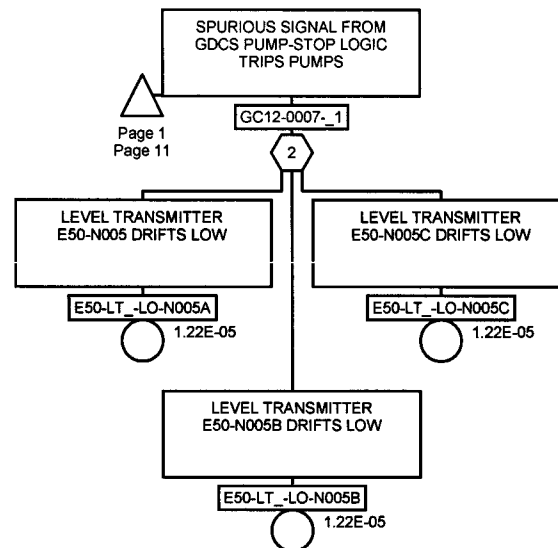 SPURIOUS SIGNAL FROM
GDCS PUMP-STOP LOGIC
TRIPS PUMPS
Page 1
Page 11
GC12-0007-_1
2
LEVEL TRANSMITTER
E50-N005 DRIFTS LOW
LEVEL TRANSMITTER
E50-N005C DRIFTS LOW
E50-LT_-LO-N005A
1.22E-05
E50-LT_-LO-N005C
1.22E-05
LEVEL TRANSMITTER
E50-N005B DRIFTS LOW
E50-LT_-LO-N005B
1.22E-05